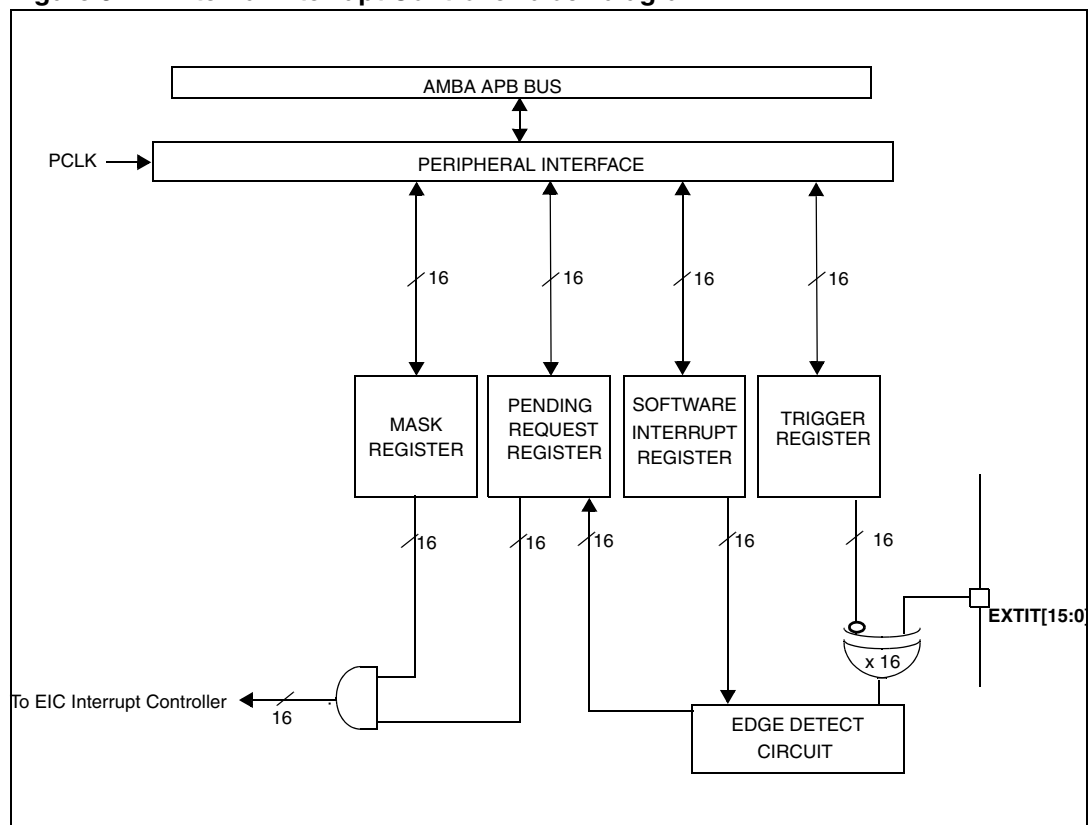 AMBA APB BUS
PCLK
PERIPHERAL INTERFACE
16
16
16
16
MASK
REGISTER
PENDING
REQUEST
REGISTER
SOFTWARE
INTERRUPT
REGISTER
TRIGGER
REGISTER
16
16
16
16
16
EXTIT[15:0]
x 16
To EIC Interrupt Controller
16
EDGE DETECT
CIRCUIT